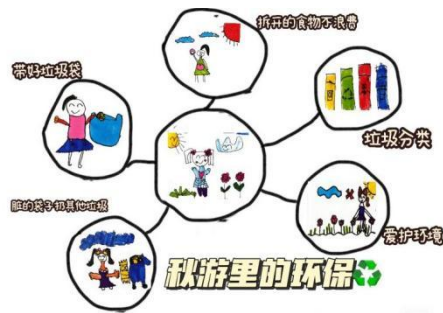 拆开的食物不浪费
带好垃圾袋
垃圾分类
脏的袋子扔其他垃圾
爱护环境
秋游里的环保